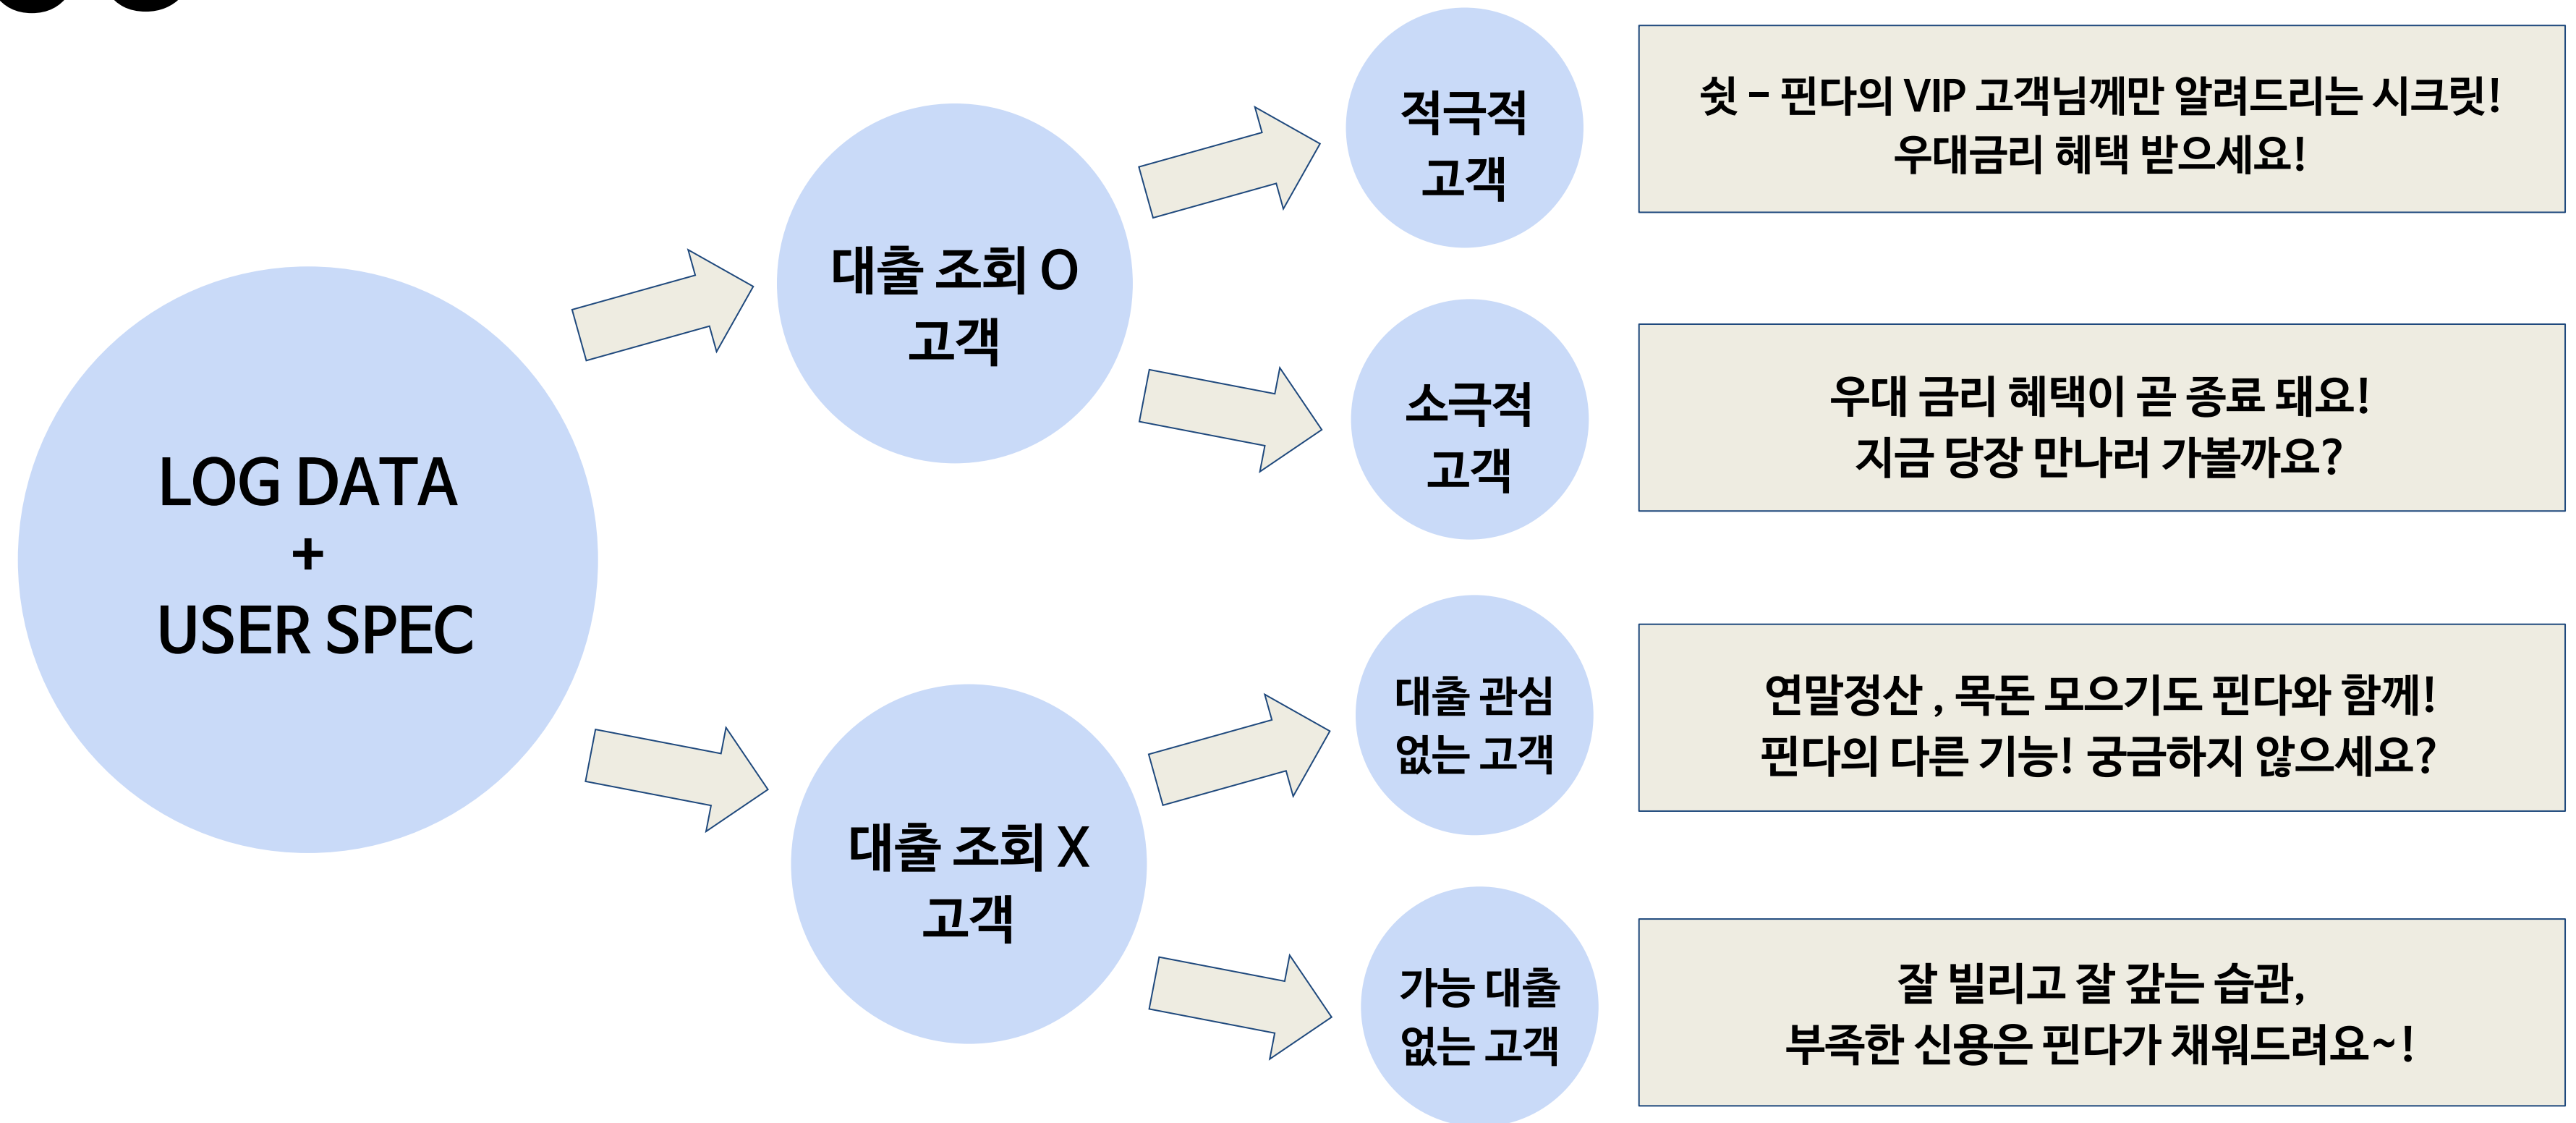 LOG DATA
+
USER SPEC
대출 조회 O
고객
대출 조회 X
고객
적극적
고객
쉿 - 핀다의 VIP 고객님께만 알려드리는 시크릿!
우대금리 혜택 받으세요!
소극적
고객
우대 금리 혜택이 곧 종료 돼요!
지금 당장 만나러 가볼까요?
대출 관심
없는 고객
연말정산 , 목돈 모으기도 핀다와 함께!
핀다의 다른 기능! 궁금하지 않으세요?
가능 대출
없는 고객
잘 빌리고 잘 갚는 습관,
부족한 신용은 핀다가 채워드려요~!